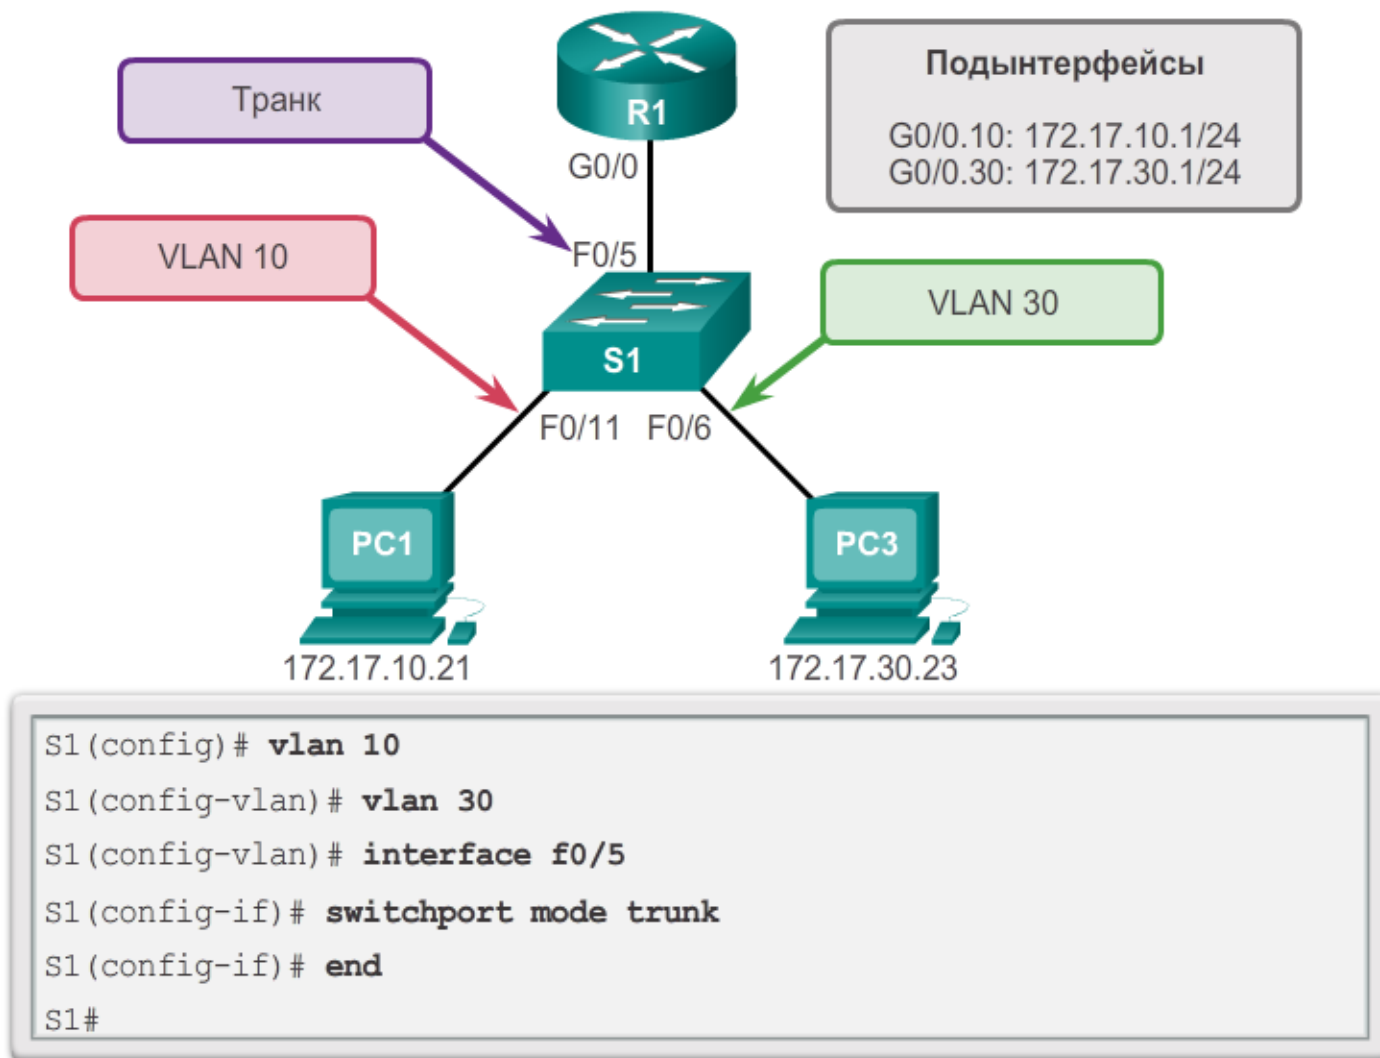 Транк
R1
Подынтерфейсы
G0/0.10: 172.17.10.1/24
G0/0.30: 172.17.30.1/24
G0/0
VLAN 10
F0/5
VLAN 30
S1
F0/11 F0/6
PC1
PC3
172.17.10.21
172.17.30.23
S1(config)# vlan 10
S1(config-vlan)# vlan 30
S1(config-vlan)# interface f0/5
S1(config-if)# switchport mode trunk
S1(config-if)# end
S1#